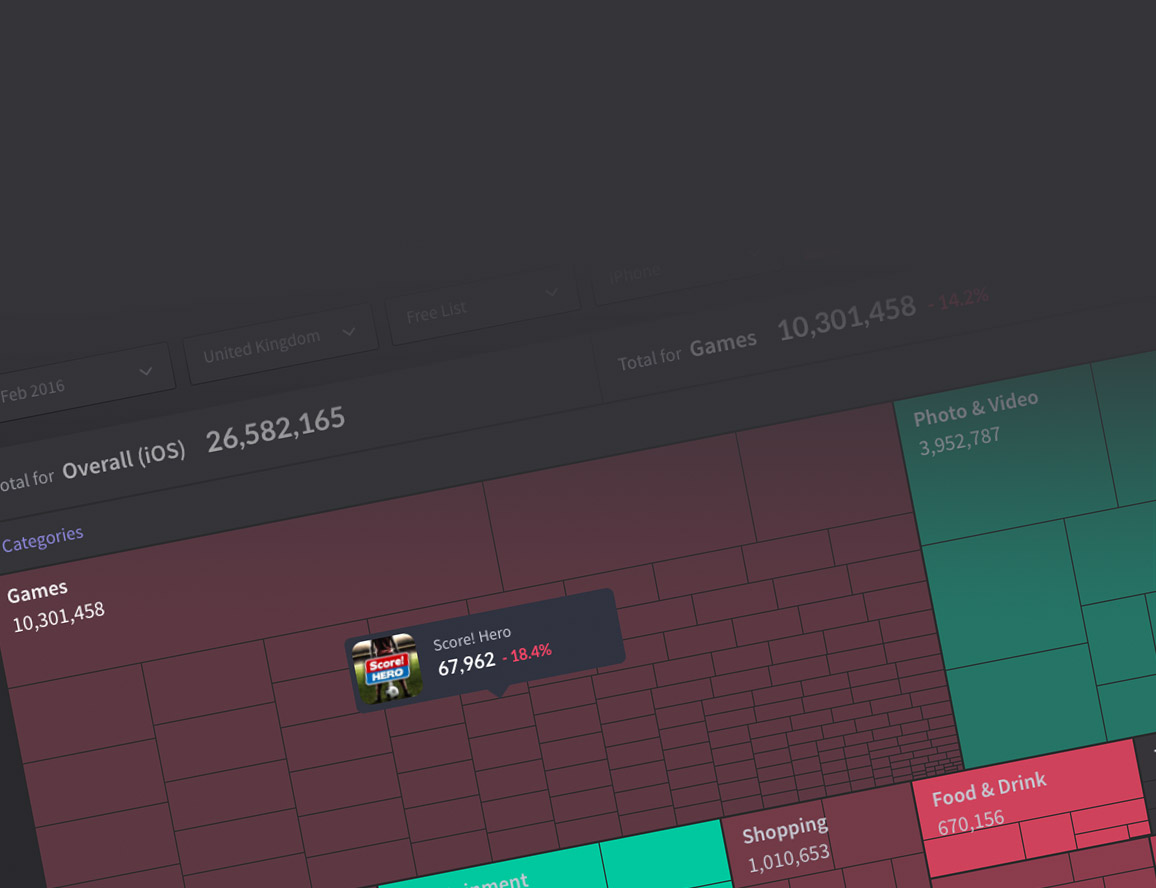 iPhone
Free List
United Kingdom
Feb 2016
Total for Games 10,301,458 - 14.2%
otal for Overall (iOS) 26,582,165
Categories
Games
10,301,458
Photo & Video
3,952,787
Score! Hero
67,962 - 18.4%
Score!
HERO
Food & Drink
670,156
Shopping
1,010,653
inment